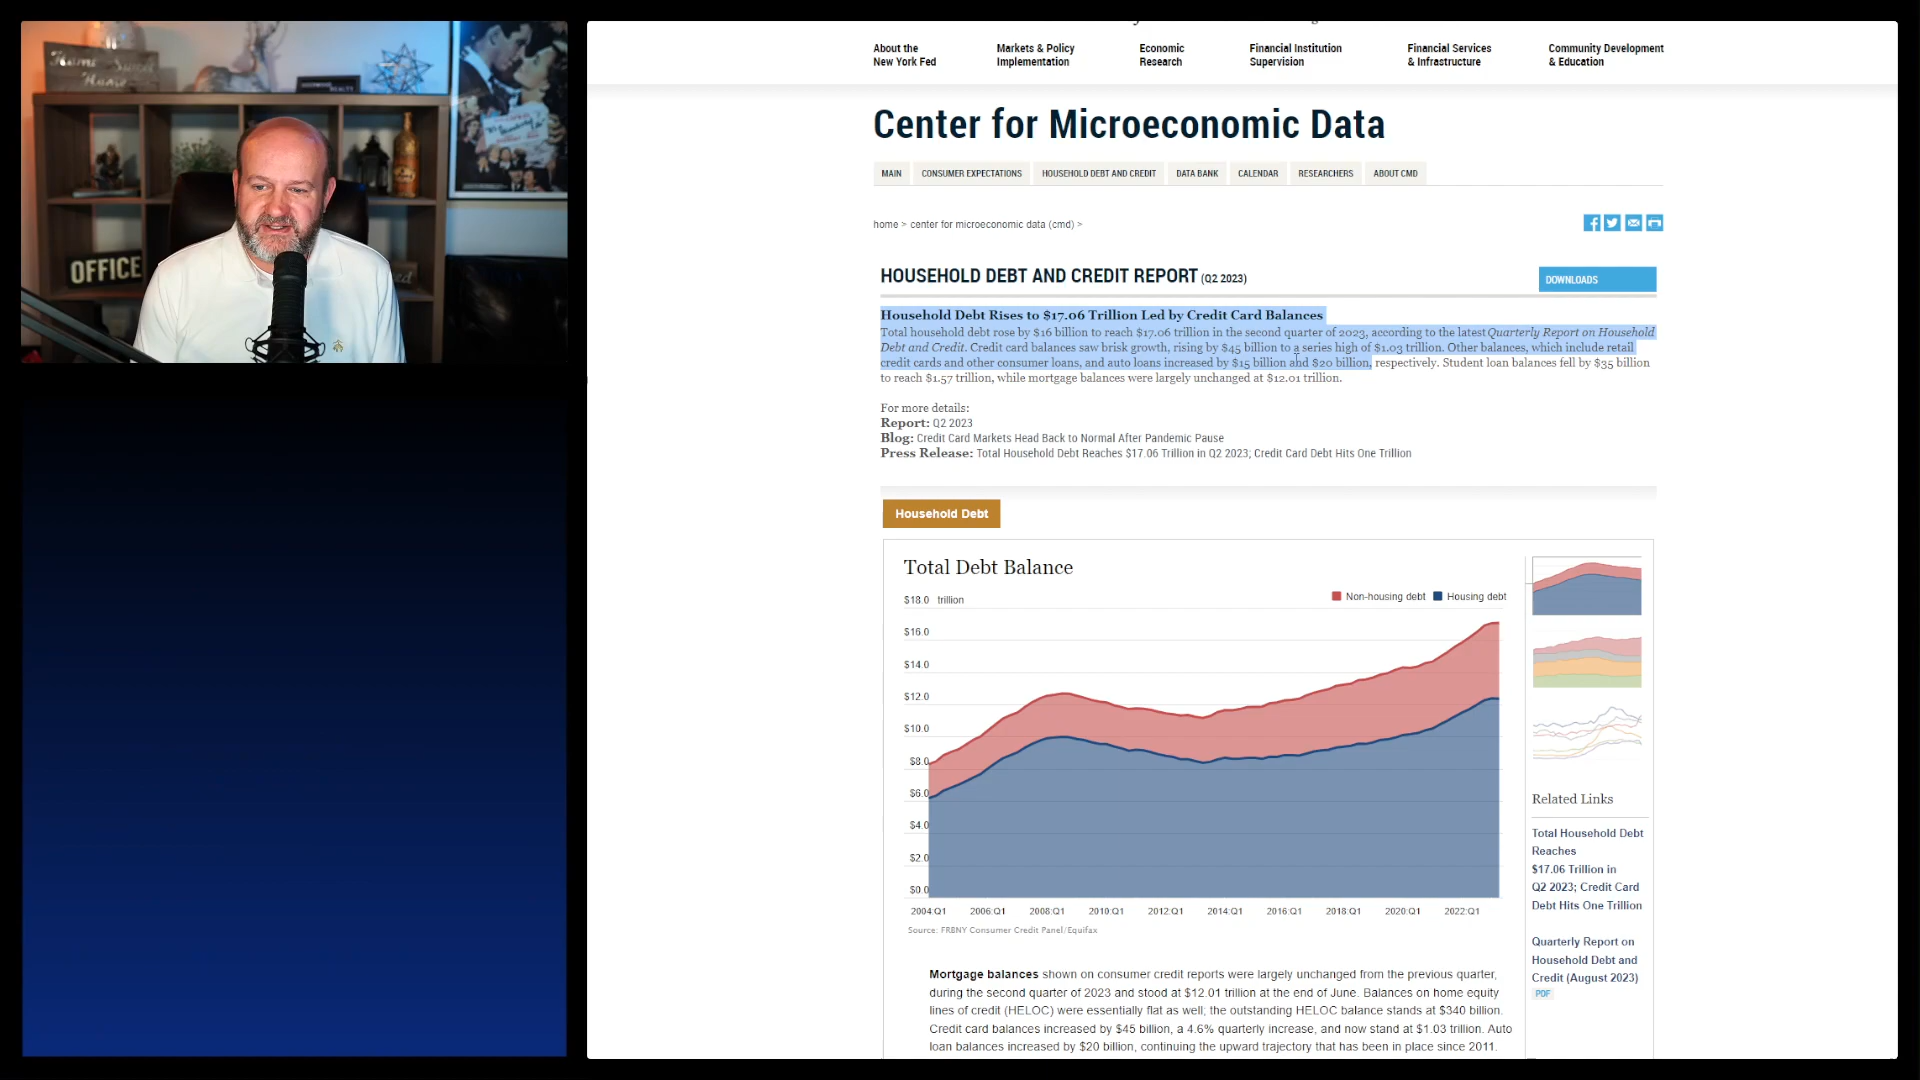 Home Sweet
Home
OFFICE
About the
New York Fed
Markets & Policy
Implementation
Economic
Research
Financial Institution
Supervision
Financial Services
& Infrastructure
Community Development
& Education
Center for Microeconomic Data
MAIN CONSUMER EXPECTATIONS HOUSEHOLD DEBT AND CREDIT DATA BANK CALENDAR RESEARCHERS ABOUT CMD
home > center for microeconomic data (cmd) >
HOUSEHOLD DEBT AND CREDIT REPORT (Q2 2023)
DOWNLOADS
Household Debt Rises to $17.06 Trillion Led by Credit Card Balances
Total household debt rose by $16 billion to reach $17.06 trillion in the second quarter of 2023, according to the latest Quarterly Report on Household
Debt and Credit. Credit card balances saw brisk growth, rising by $45 billion to a series high of $1.03 trillion. Other balances, which include retail
credit cards and other consumer loans, and auto loans increased by $15 billion and $20 billion, respectively. Student loan balances fell by $35 billion
to reach $1.57 trillion, while mortgage balances were largely unchanged at $12.01 trillion.
For more details:
Report: Q2 2023
Blog: Credit Card Markets Head Back to Normal After Pandemic Pause
Press Release: Total Household Debt Reaches $17.06 Trillion in Q2 2023; Credit Card Debt Hits One Trillion
Household Debt
Total Debt Balance
$18.0 trillion
Non-housing debt Housing debt
$16.0
$14.0
$12.0
$10.0
$8.0
$6.0
$4.0
$2.0
$0.0
2004:Q1 2006:Q1 2008:Q1 2010:Q1 2012:Q1 2014:Q1 2016:Q1 2018:Q1 2020:Q1 2022:Q1
Source: FRBNY Consumer Credit Panel/Equifax
Mortgage balances shown on consumer credit reports were largely unchanged from the previous quarter,
during the second quarter of 2023 and stood at $12.01 trillion at the end of June. Balances on home equity
lines of credit (HELOC) were essentially flat as well; the outstanding HELOC balance stands at $340 billion.
Credit card balances increased by $45 billion, a 4.6% quarterly increase, and now stand at $1.03 trillion. Auto
loan balances increased by $20 billion, continuing the upward trajectory that has been in place since 2011.
Related Links
Total Household Debt
Reaches
$17.06 Trillion in
Q2 2023; Credit Card
Debt Hits One Trillion
Quarterly Report on
Household Debt and
Credit (August 2023)
PDF